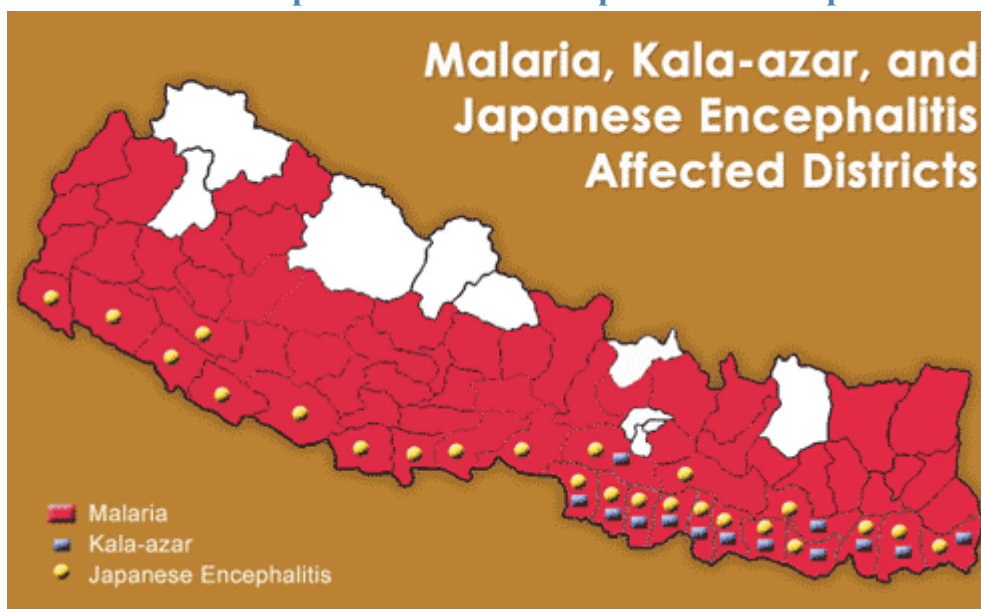 Malaria, Kala-azar, and
Japanese Encephalitis
Affected Districts
Malaria
Kala-azar
Japanese Encephalitis